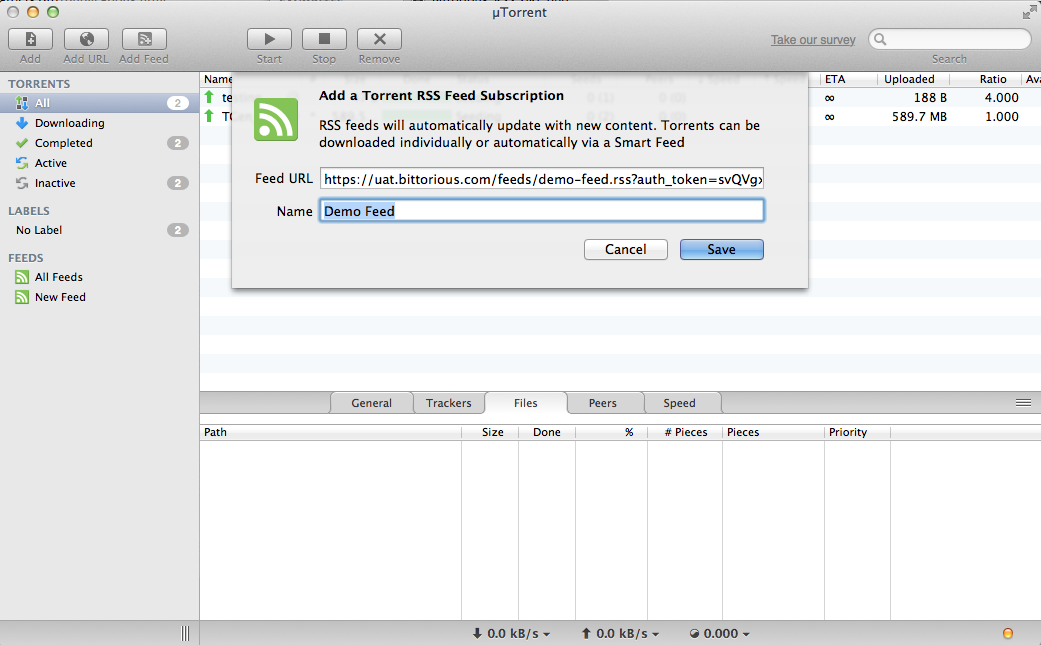 µTorrent
Add
Add URL
Add Feed
Start
Stop
Remove
Take our survey
Search
TORRENTS
All 2
Downloading
Completed 2
Active
Inactive 2
LABELS
No Label 2
FEEDS
All Feeds
New Feed
Name ETA Uploaded Ratio
∞ 188 B 4.000
∞ 589.7 MB 1.000
Add a Torrent RSS Feed Subscription
RSS feeds will automatically update with new content. Torrents can be
downloaded individually or automatically via a Smart Feed
Feed URL https://uat.bittorious.com/feeds/demo-feed.rss?auth_token=svQVgx
Name Demo Feed
Cancel Save
General Trackers Files Peers Speed
Path Size Done % # Pieces Pieces Priority
0.0 kB/s 0.0 kB/s 0.000